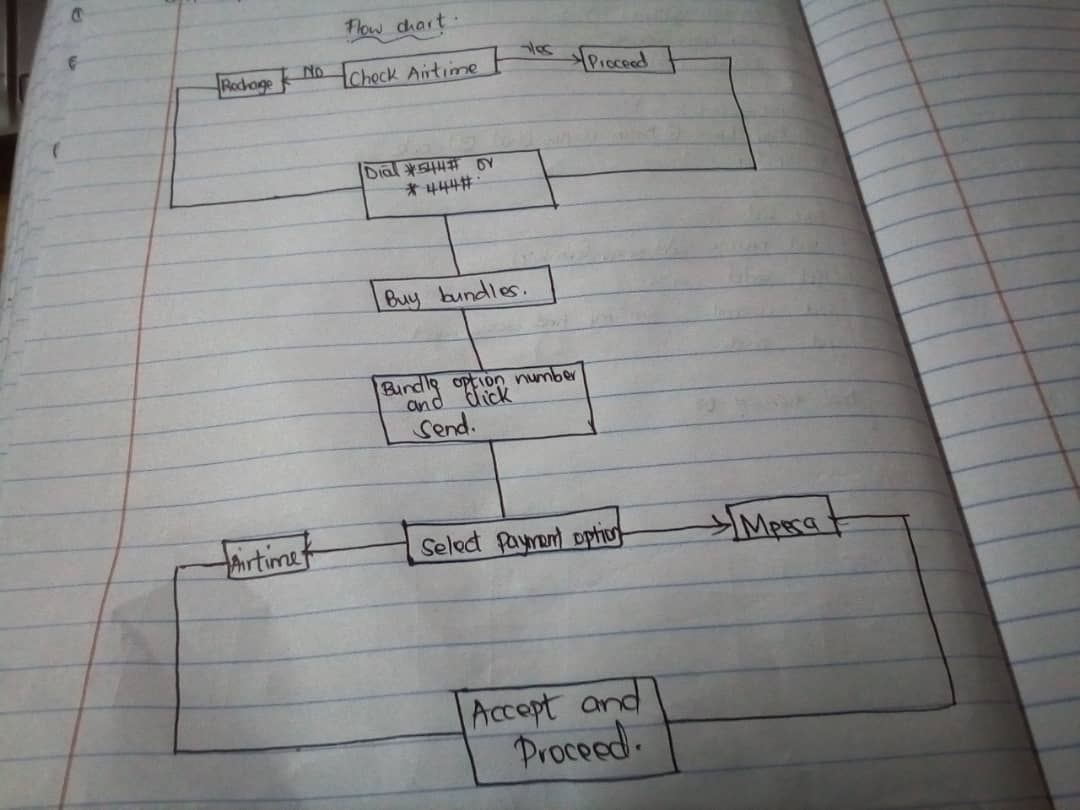 Flow chart.
Rechage No Check Airtime Yes Proceed
Dial *544# or
* 444#.
Buy bundles.
Bundle option number
and click
Send.
Airtime Select Payment option Mpesa
Accept and
Proceed.